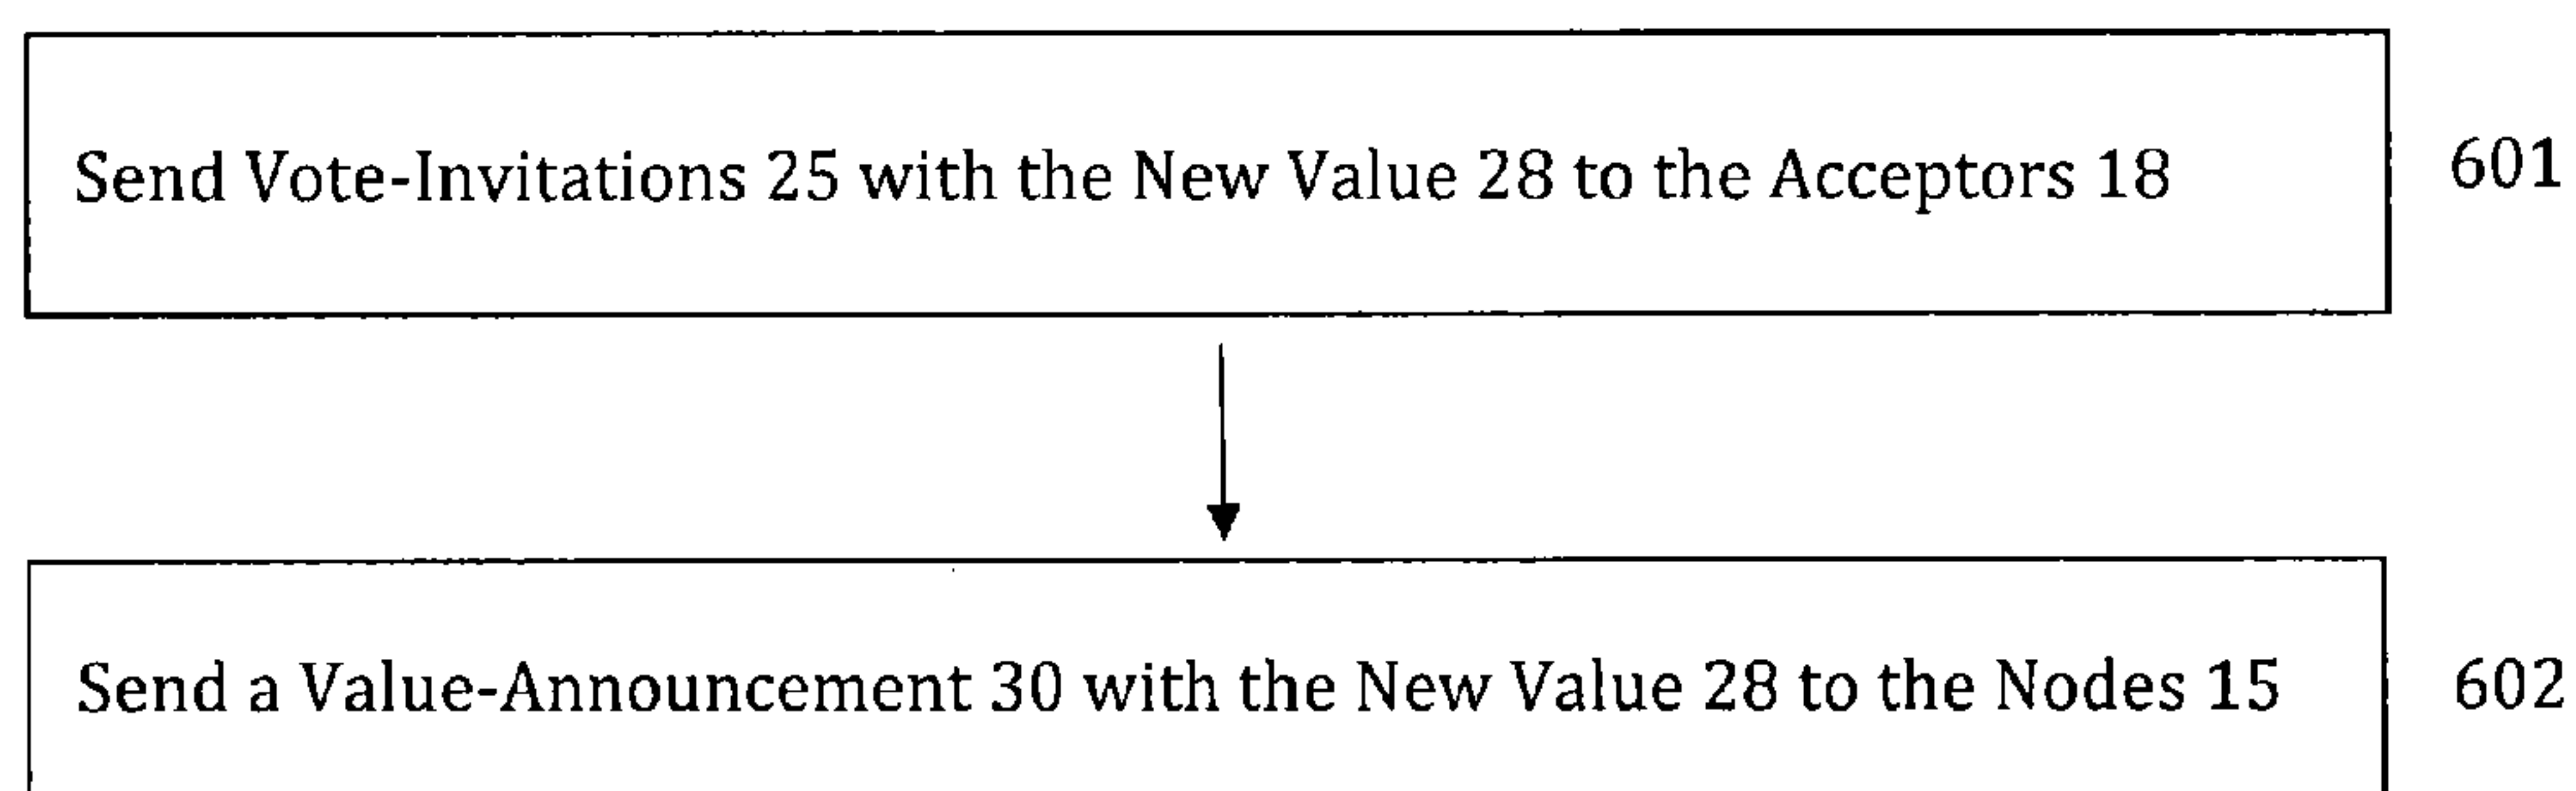 Send Vote-Invitations 25 with the New Value 28 to the Acceptors 18
601
Send a Value-Announcement 30 with the New Value 28 to the Nodes 15
602